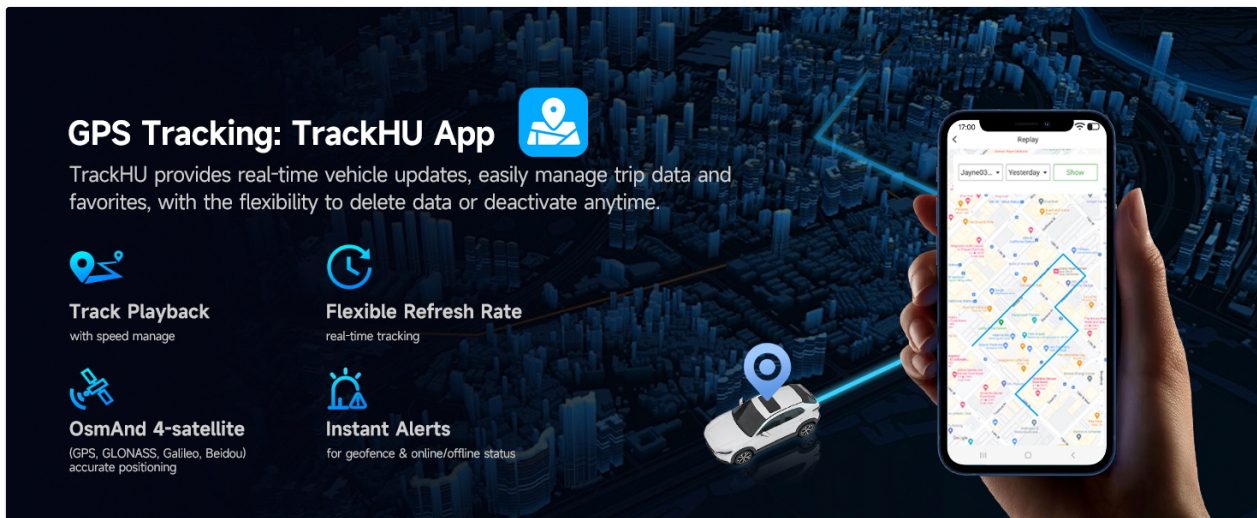 GPS Tracking: TrackHU App
TrackHU provides real-time vehicle updates, easily manage trip data and
favorites, with the flexibility to delete data or deactivate anytime.
Track Playback
with speed manage
Flexible Refresh Rate
real-time tracking
OsmAnd 4-satellite
(GPS, GLONASS, Galileo, Beidou)
accurate positioning
Instant Alerts
for geofence & online/offline status
17:00
Replay
Jayne03...
Yesterday
Show
Google